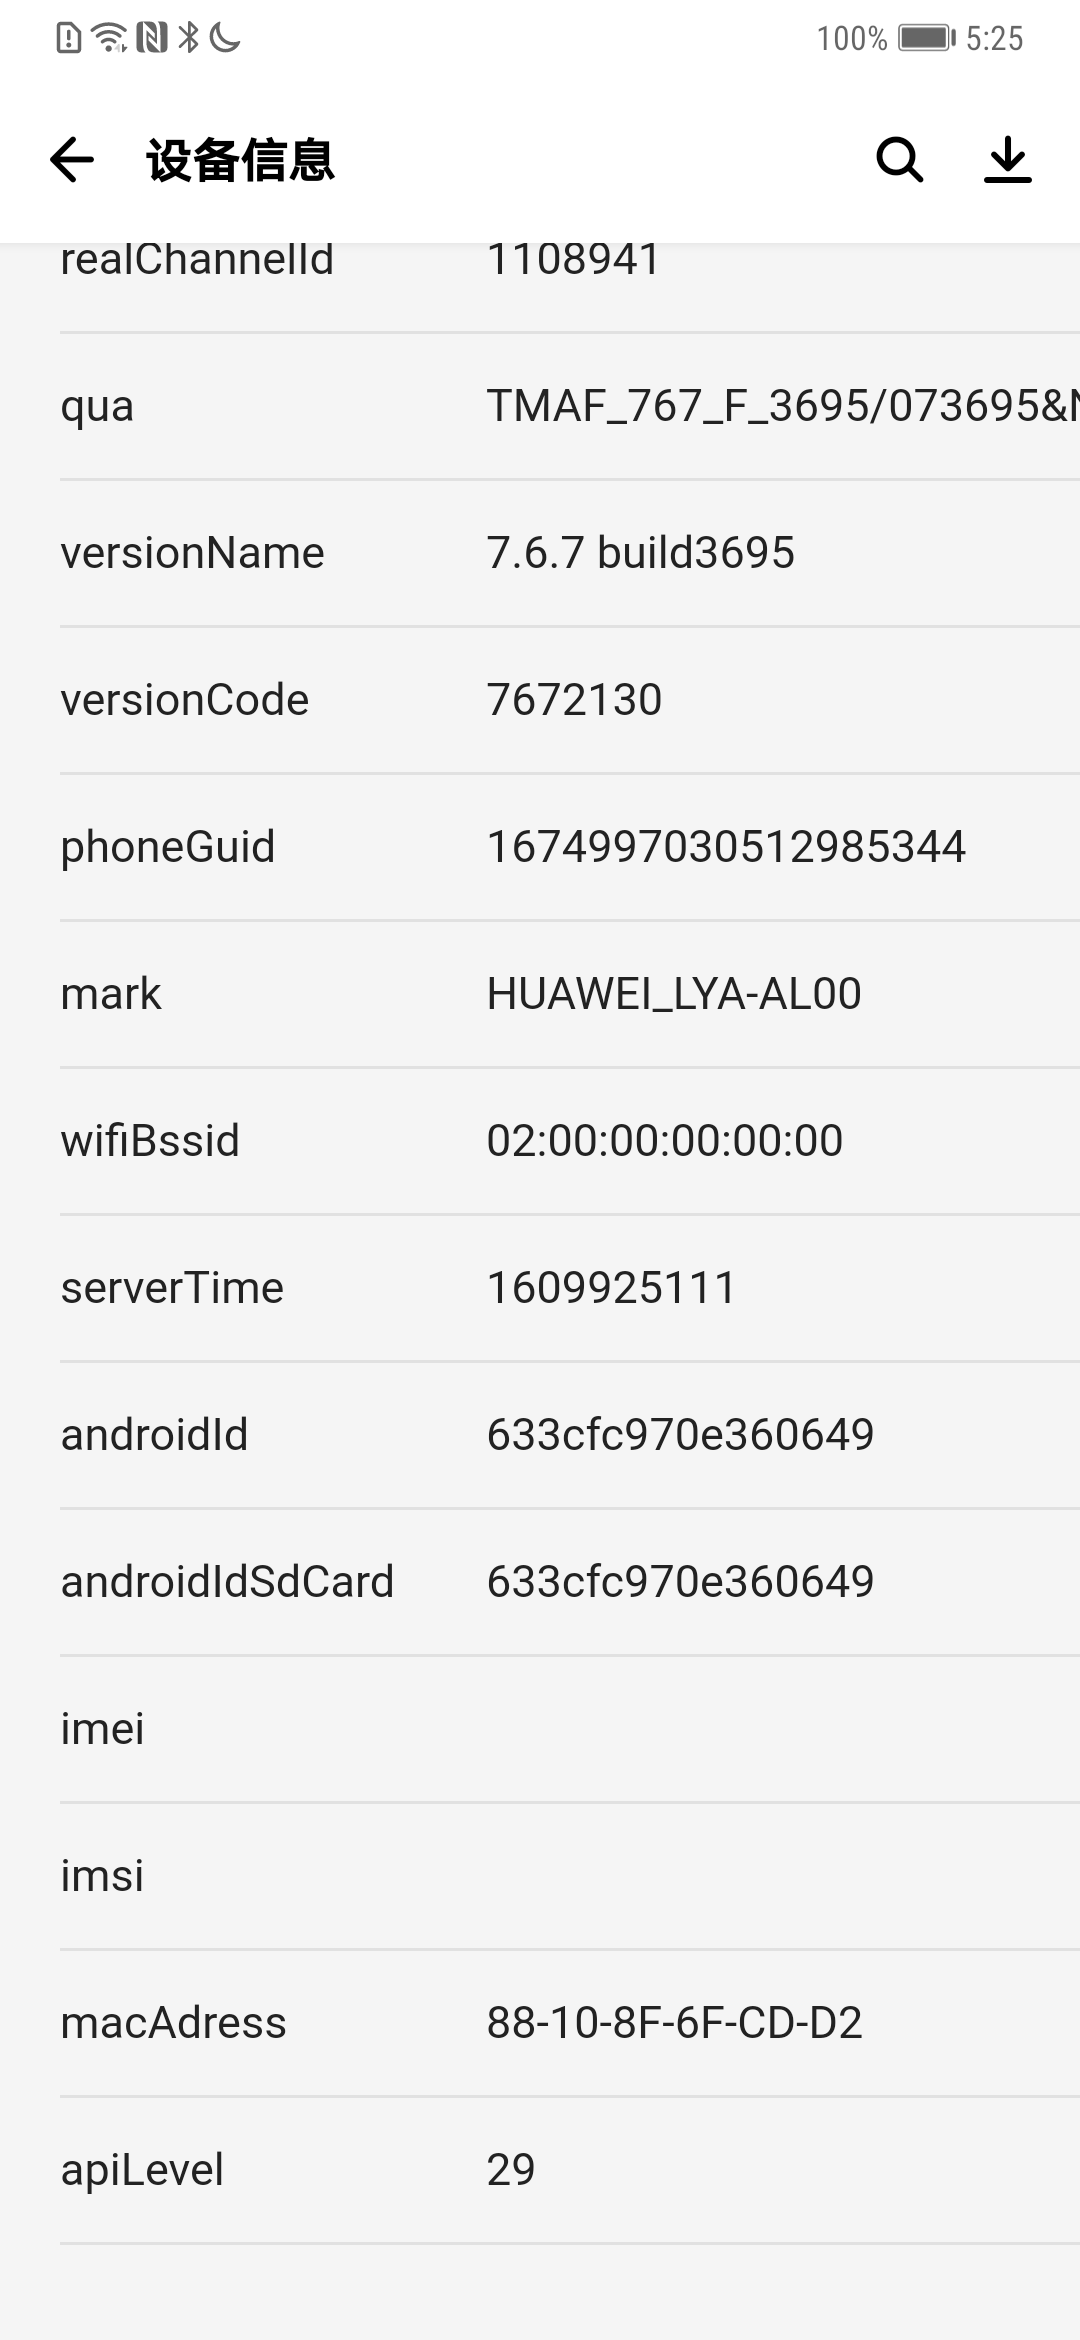 100% 5:25
设备信息
realChannelId 1108941
qua TMAF_767_F_3695/073695&N
versionName 7.6.7 build3695
versionCode 7672130
phoneGuid 1674997030512985344
mark HUAWEI_LYA-AL00
wifiBssid 02:00:00:00:00:00
serverTime 1609925111
androidId 633cfc970e360649
androidIdSdCard 633cfc970e360649
imei
imsi
macAdress 88-10-8F-6F-CD-D2
apiLevel 29